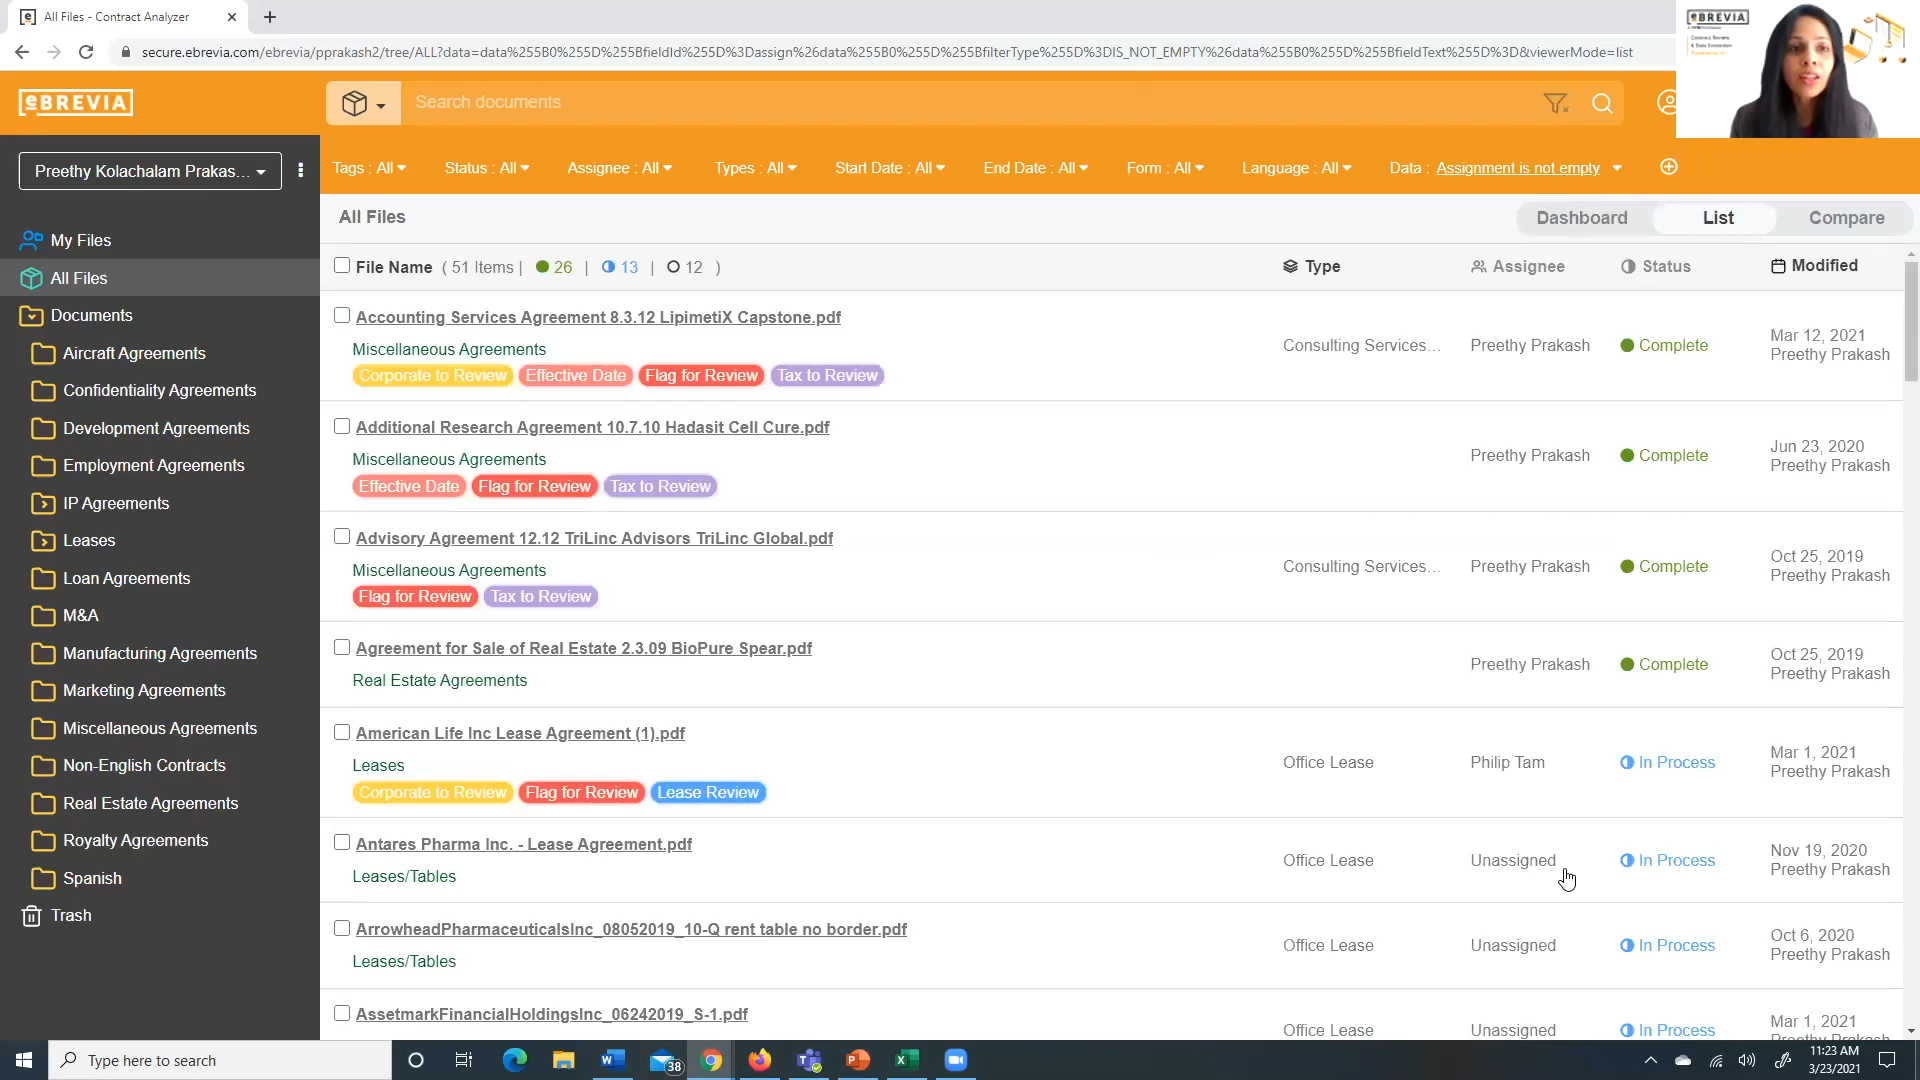 All Files - Contract Analyzer
secure.ebrevia.com/ebrevia/pprakash2/tree/ALL?data=data%255B0%255D%255BfieldId%255D%3Dassign%26data%255B0%255D%255BfilterType%255D%3DIS_NOT_EMPTY%26data%255B0%255D%255BfieldText%255D%3D&viewerMode=list
eBREVIA
Contract Review
& Data Extraction
eBREVIA
Search documents
Preethy Kolachalam Prakas...
Tags : All Status : All Assignee : All Types : All Start Date : All End Date : All Form : All Language : All Data : Assignment is not empty
All Files
Dashboard List Compare
My Files
All Files
Documents
Aircraft Agreements
Confidentiality Agreements
Development Agreements
Employment Agreements
IP Agreements
Leases
Loan Agreements
M&A
Manufacturing Agreements
Marketing Agreements
Miscellaneous Agreements
Non-English Contracts
Real Estate Agreements
Royalty Agreements
Spanish
Trash
File Name ( 51 Items | 26 | 13 | 12 ) Type Assignee Status Modified
Accounting Services Agreement 8.3.12 LipimetiX Capstone.pdf
Miscellaneous Agreements
Corporate to Review Effective Date Flag for Review Tax to Review
Consulting Services... Preethy Prakash Complete
Mar 12, 2021
Preethy Prakash
Additional Research Agreement 10.7.10 Hadasit Cell Cure.pdf
Miscellaneous Agreements
Effective Date Flag for Review Tax to Review
Preethy Prakash Complete
Jun 23, 2020
Preethy Prakash
Advisory Agreement 12.12 TriLinc Advisors TriLinc Global.pdf
Miscellaneous Agreements
Flag for Review Tax to Review
Consulting Services... Preethy Prakash Complete
Oct 25, 2019
Preethy Prakash
Agreement for Sale of Real Estate 2.3.09 BioPure Spear.pdf
Real Estate Agreements
Preethy Prakash Complete
Oct 25, 2019
Preethy Prakash
American Life Inc Lease Agreement (1).pdf
Leases
Corporate to Review Flag for Review Lease Review
Office Lease Philip Tam In Process
Mar 1, 2021
Preethy Prakash
Antares Pharma Inc. - Lease Agreement.pdf
Leases/Tables
Office Lease Unassigned In Process
Nov 19, 2020
Preethy Prakash
ArrowheadPharmaceuticalsInc_08052019_10-Q rent table no border.pdf
Leases/Tables
Office Lease Unassigned In Process
Oct 6, 2020
Preethy Prakash
AssetmarkFinancialHoldingsInc_06242019_S-1.pdf
Office Lease Unassigned In Process
Mar 1, 2021
Preethy Prakash
Type here to search
38
11:23 AM
3/23/2021